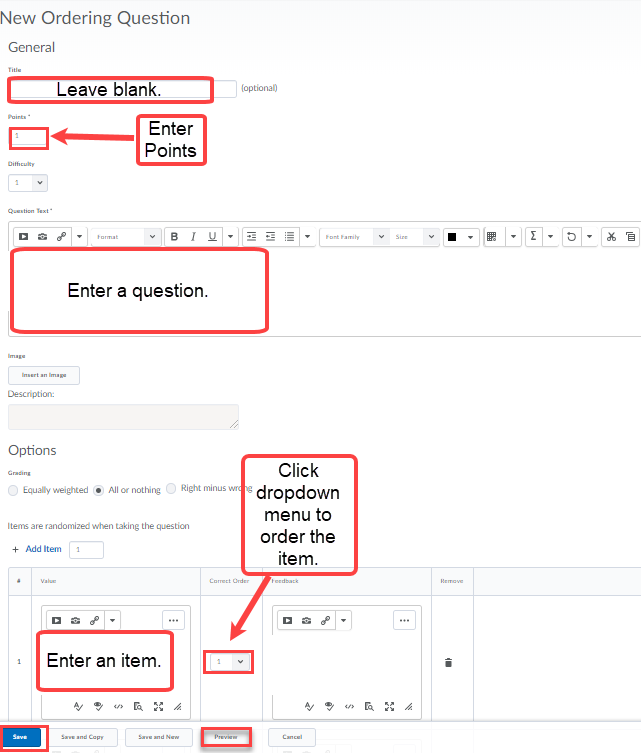 New Ordering Question
General
Title
Leave blank.
(optional)
Points *
1
Enter
Points
Difficulty
1
Question Text *
Format
B I U
Font Family
Size
Σ
Enter a question.
Image
Insert an Image
Description:
Options
Grading
Equally weighted
All or nothing
Right minus wrong
Click
dropdown
menu to
order the
item.
Items are randomized when taking the question
+ Add Item
1
#
Value
Correct Order
Feedback
Remove
1
Enter an item.
1
Save
Save and Copy
Save and New
Preview
Cancel